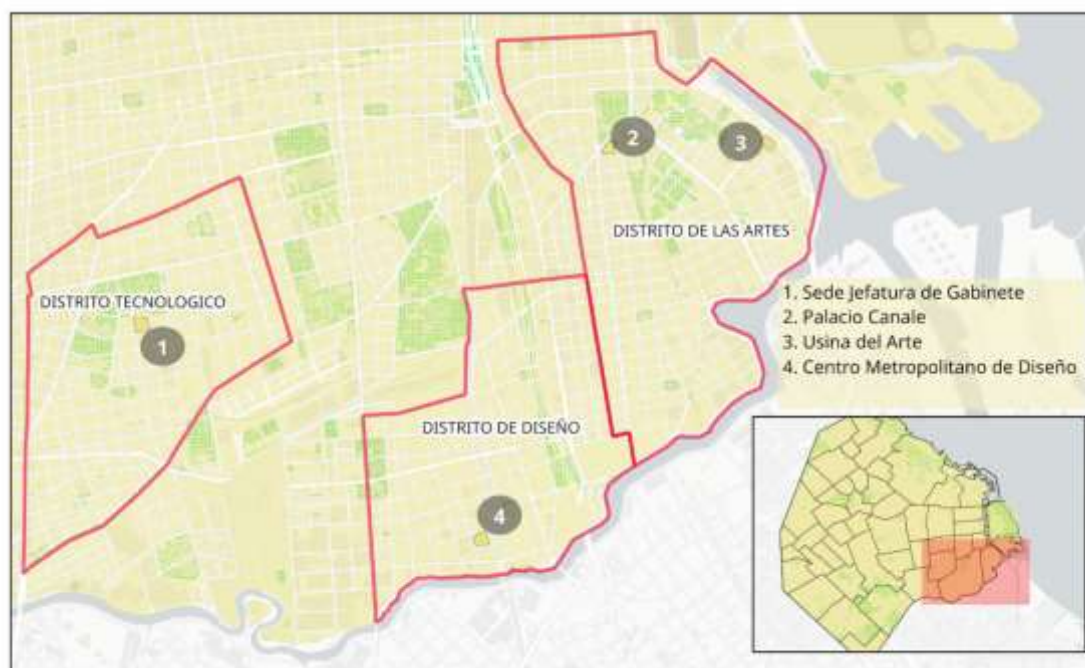 2
3
DISTRITO DE LAS ARTES
DISTRITO TECNOLOGICO
1
1. Sede Jefatura de Gabinete
2. Palacio Canale
3. Usina del Arte
4. Centro Metropolitano de Diseño
DISTRITO DE DISEÑO
4